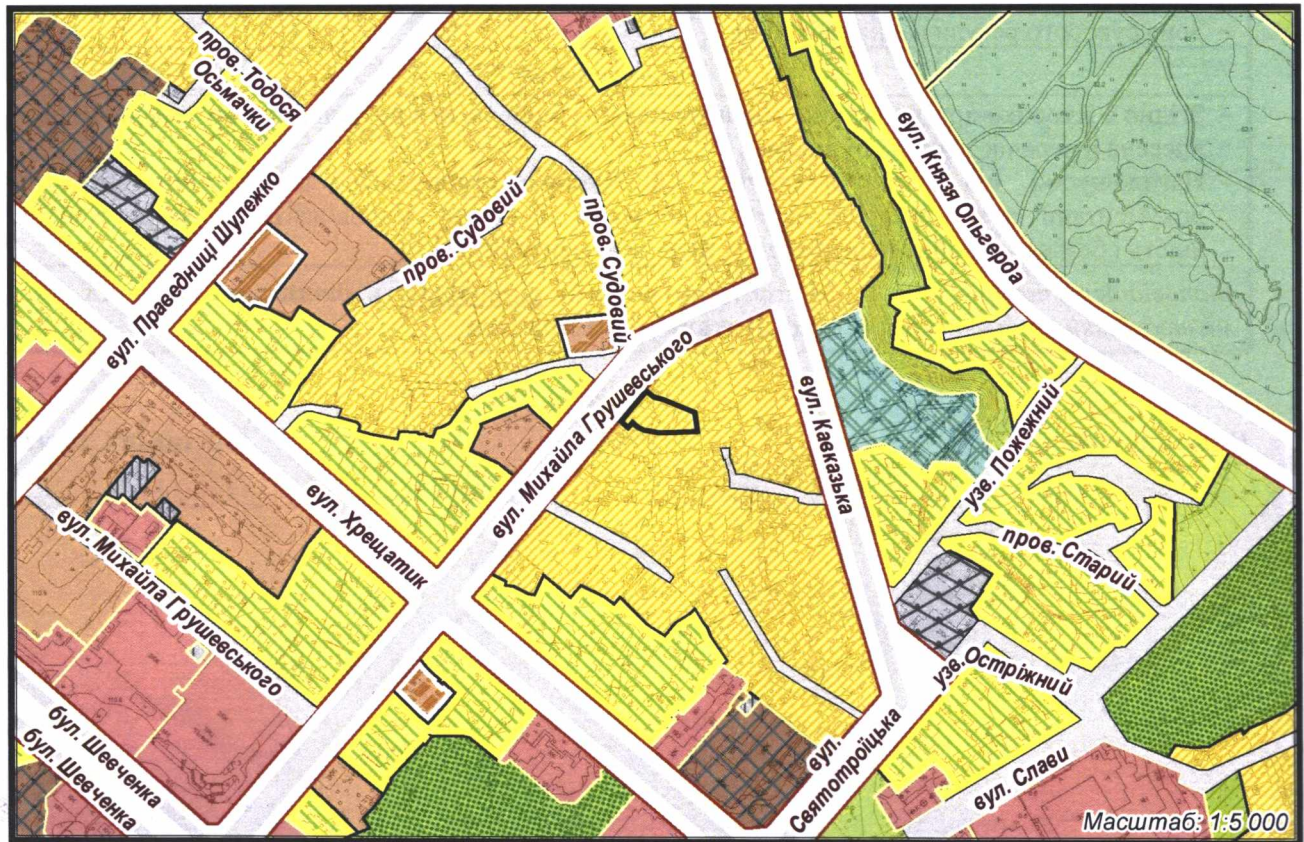 пров. Тодося
Осьмачки
вул. Праведниці Шулежко
пров. Судовий
пров. Судовий
вул. Князя Ольгерда
вул. Михайла Грушевського
вул. Кавказька
узв. Пожежний
пров. Старий
вул. Хрещатик
вул. Михайла Грушевського
узв.Остріжний
вул.
Святотроїцька
вул. Слави
бул. Шевченка
бул. Шевченка
Масштаб: 1:5 000